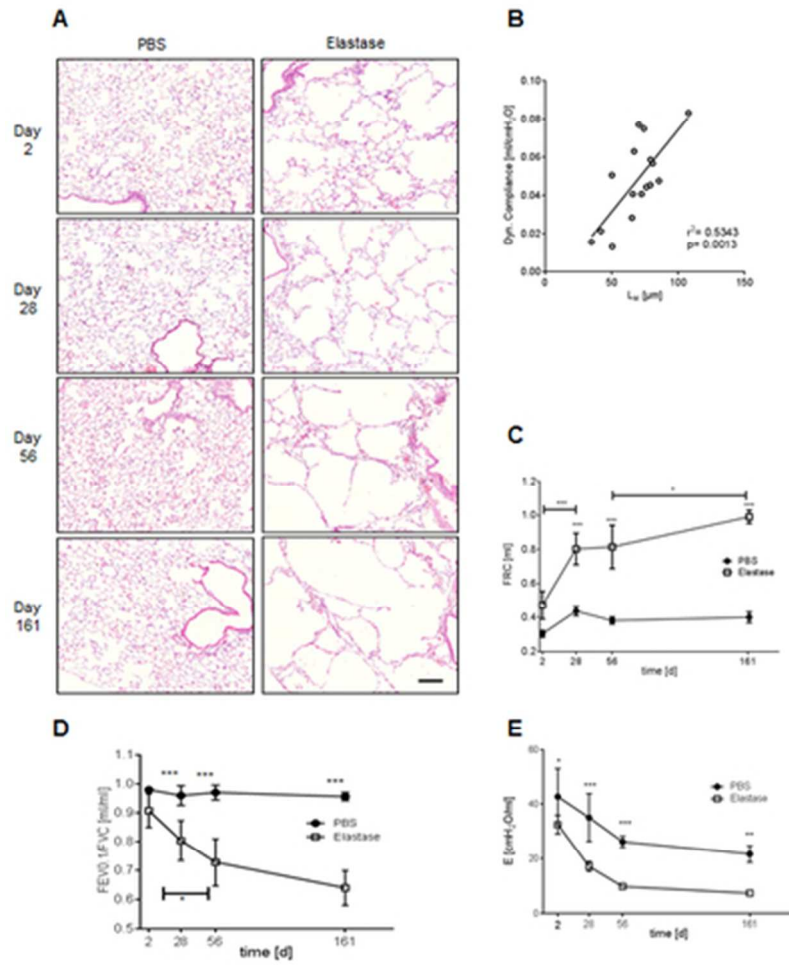 A
PBS Elastase
Day
2
Day
28
Day
56
Day
161
B
Dyn. Compliance [ml/cmH2O]
0.10
0.08
0.06
0.04
0.02
0.00
0 50 100 150
r²= 0.5343
p= 0.0013
Lm [µm]
C
FRC [ml]
1.2
1.0
0.8
0.6
0.4
0.2
*** *
*** *** ***
PBS
Elastase
2 28 56 161
time [d]
D
FEV0.1/FVC [ml/ml]
1.1
1.0
0.9
0.8
0.7
0.6
0.5
*** *** ***
PBS
Elastase
*
2 28 56 161
time [d]
E
E [cmH2O/ml]
60
40
20
0
* *** *** **
PBS
Elastase
2 28 56 161
time [d]